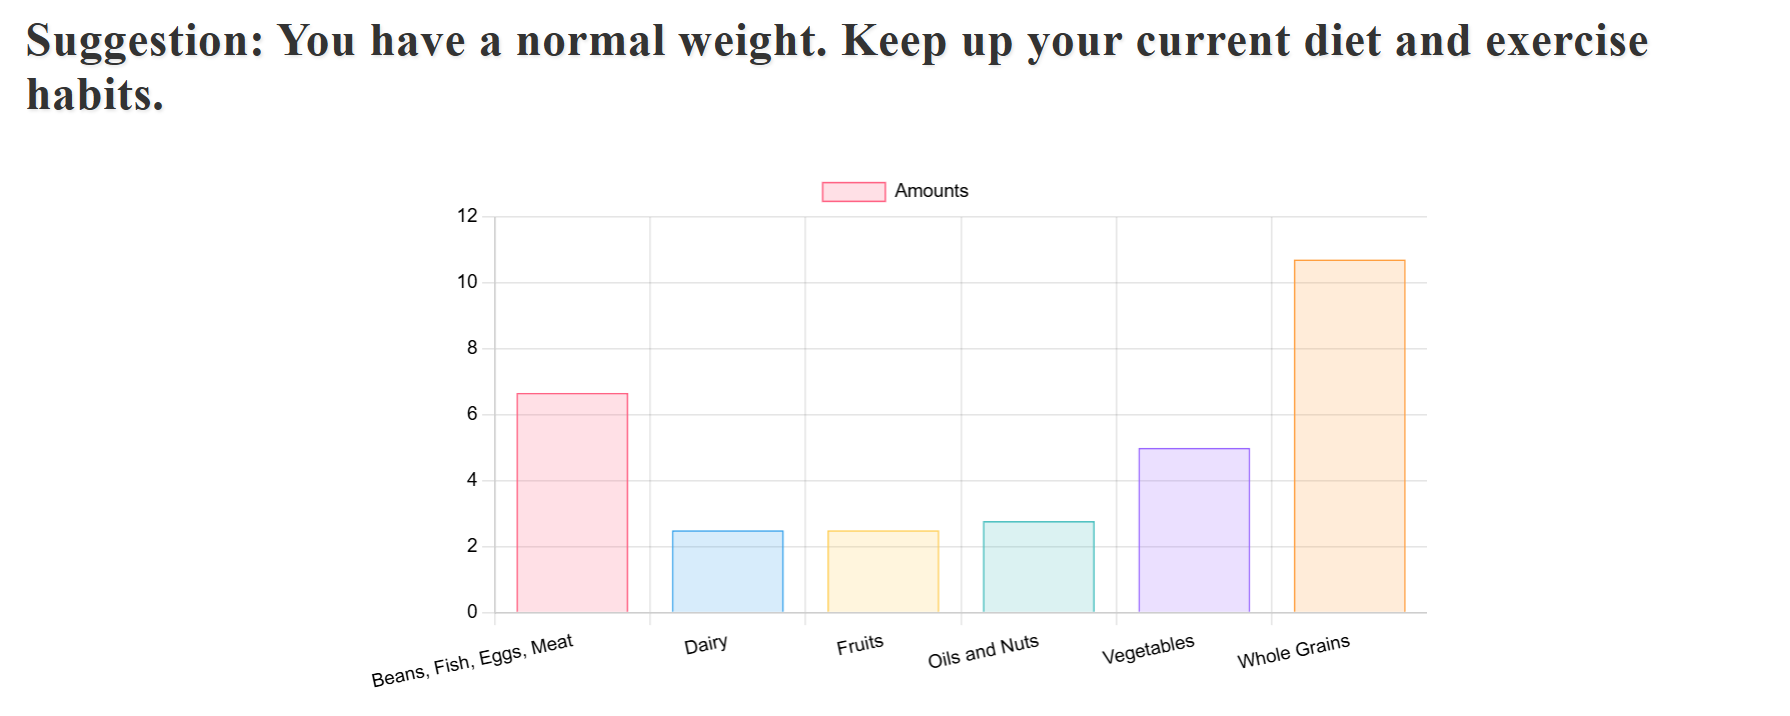 Suggestion: You have a normal weight. Keep up your current diet and exercise
habits.
Amounts
12
10
8
6
4
2
0
Beans, Fish, Eggs, Meat
Dairy
Fruits
Oils and Nuts
Vegetables
Whole Grains